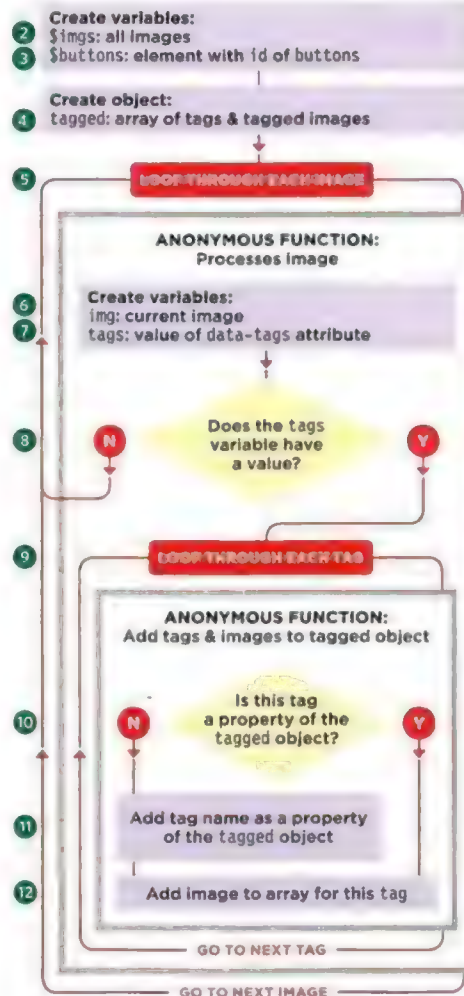 Create variables:
2 $imgs: all images
3 $buttons: element with id of buttons
Create object:
4 tagged: array of tags & tagged images
5 LOOP THROUGH EACH IMAGE
ANONYMOUS FUNCTION:
Processes image
Create variables:
6 img: current image
7 tags: value of data-tags attribute
Does the tags
8 N variable have Y
a value?
9 LOOP THROUGH EACH TAG
ANONYMOUS FUNCTION:
Add tags & images to tagged object
Is this tag
10 N a property of the Y
tagged object?
11 Add tag name as a property
of the tagged object
12 Add image to array for this tag
GO TO NEXT TAG
GO TO NEXT IMAGE